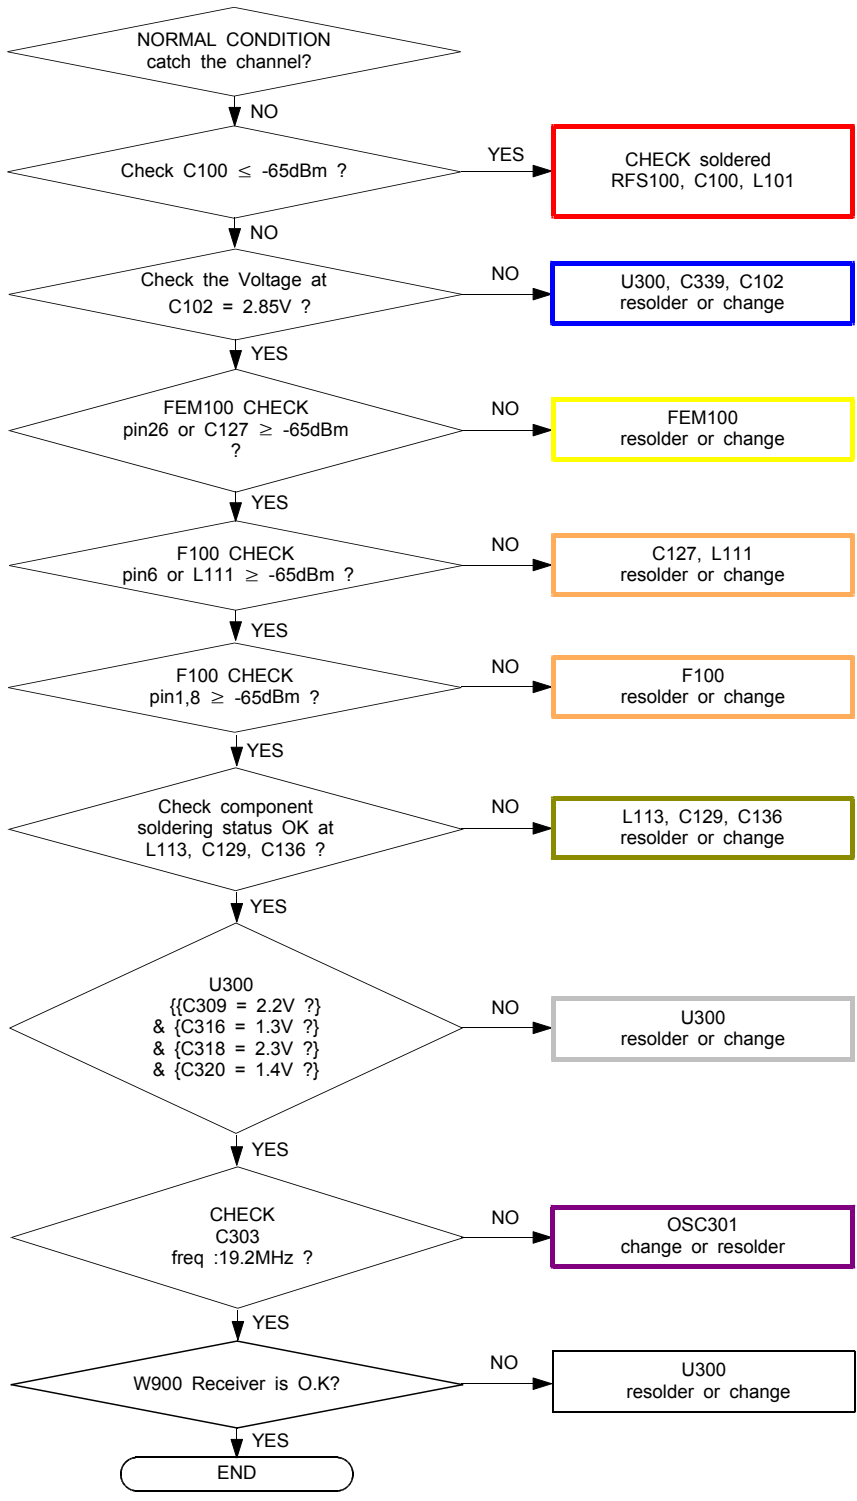 NORMAL CONDITION
catch the channel?
NO
Check C100 ≤ -65dBm ?
YES
CHECK soldered
RFS100, C100, L101
NO
Check the Voltage at
C102 = 2.85V ?
NO
U300, C339, C102
resolder or change
YES
FEM100 CHECK
pin26 or C127 ≥ -65dBm
?
NO
FEM100
resolder or change
YES
F100 CHECK
pin6 or L111 ≥ -65dBm ?
NO
C127, L111
resolder or change
YES
F100 CHECK
pin1,8 ≥ -65dBm ?
NO
F100
resolder or change
YES
Check component
soldering status OK at
L113, C129, C136 ?
NO
L113, C129, C136
resolder or change
YES
U300
{{C309 = 2.2V ?}
& {C316 = 1.3V ?}
& {C318 = 2.3V ?}
& {C320 = 1.4V ?}
NO
U300
resolder or change
YES
CHECK
C303
freq :19.2MHz ?
NO
OSC301
change or resolder
YES
W900 Receiver is O.K?
NO
U300
resolder or change
YES
END